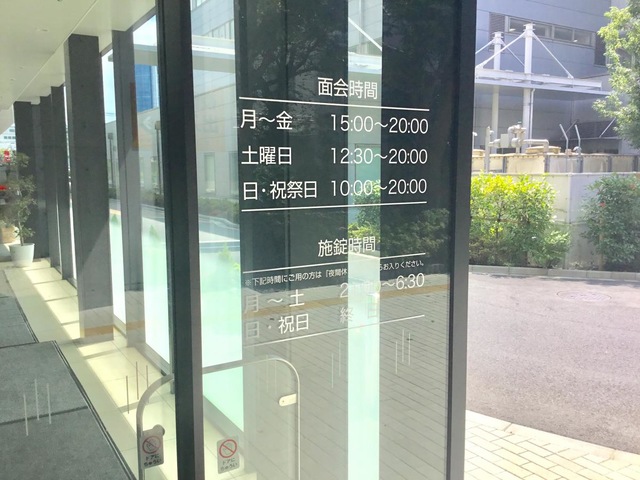 面会時間
月～金 15:00～20:00
土曜日 12:30～20:00
日・祝祭日 10:00～20:00
施錠時間
※下記時間にご用の方は「夜間休 お入りください。
月～土 ～6:30
日・祝日 終日